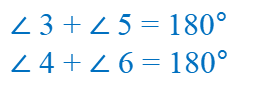 ∠ 3 + ∠ 5 = 180°
∠ 4 + ∠ 6 = 180°